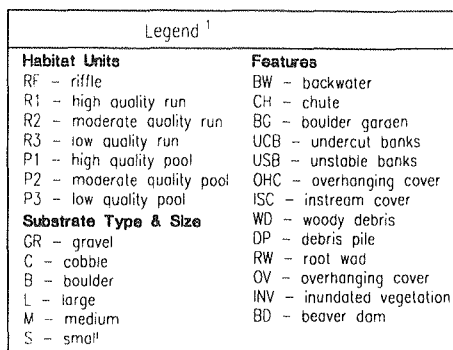 Legend 1
Habitat Units
RF - riffle
R1 - high quality run
R2 - moderate quality run
R3 - low quality run
P1 - high quality pool
P2 - moderate quality pool
P3 - low quality pool
Substrate Type & Size
GR - gravel
C - cobble
B - boulder
L - large
M - medium
S - small
Features
BW - backwater
CH - chute
BG - boulder garden
UCB - undercut banks
USB - unstable banks
OHC - overhanging cover
ISC - instream cover
WD - woody debris
DP - debris pile
RW - root wad
OV - overhanging cover
INV - inundated vegetation
BD - beaver dam